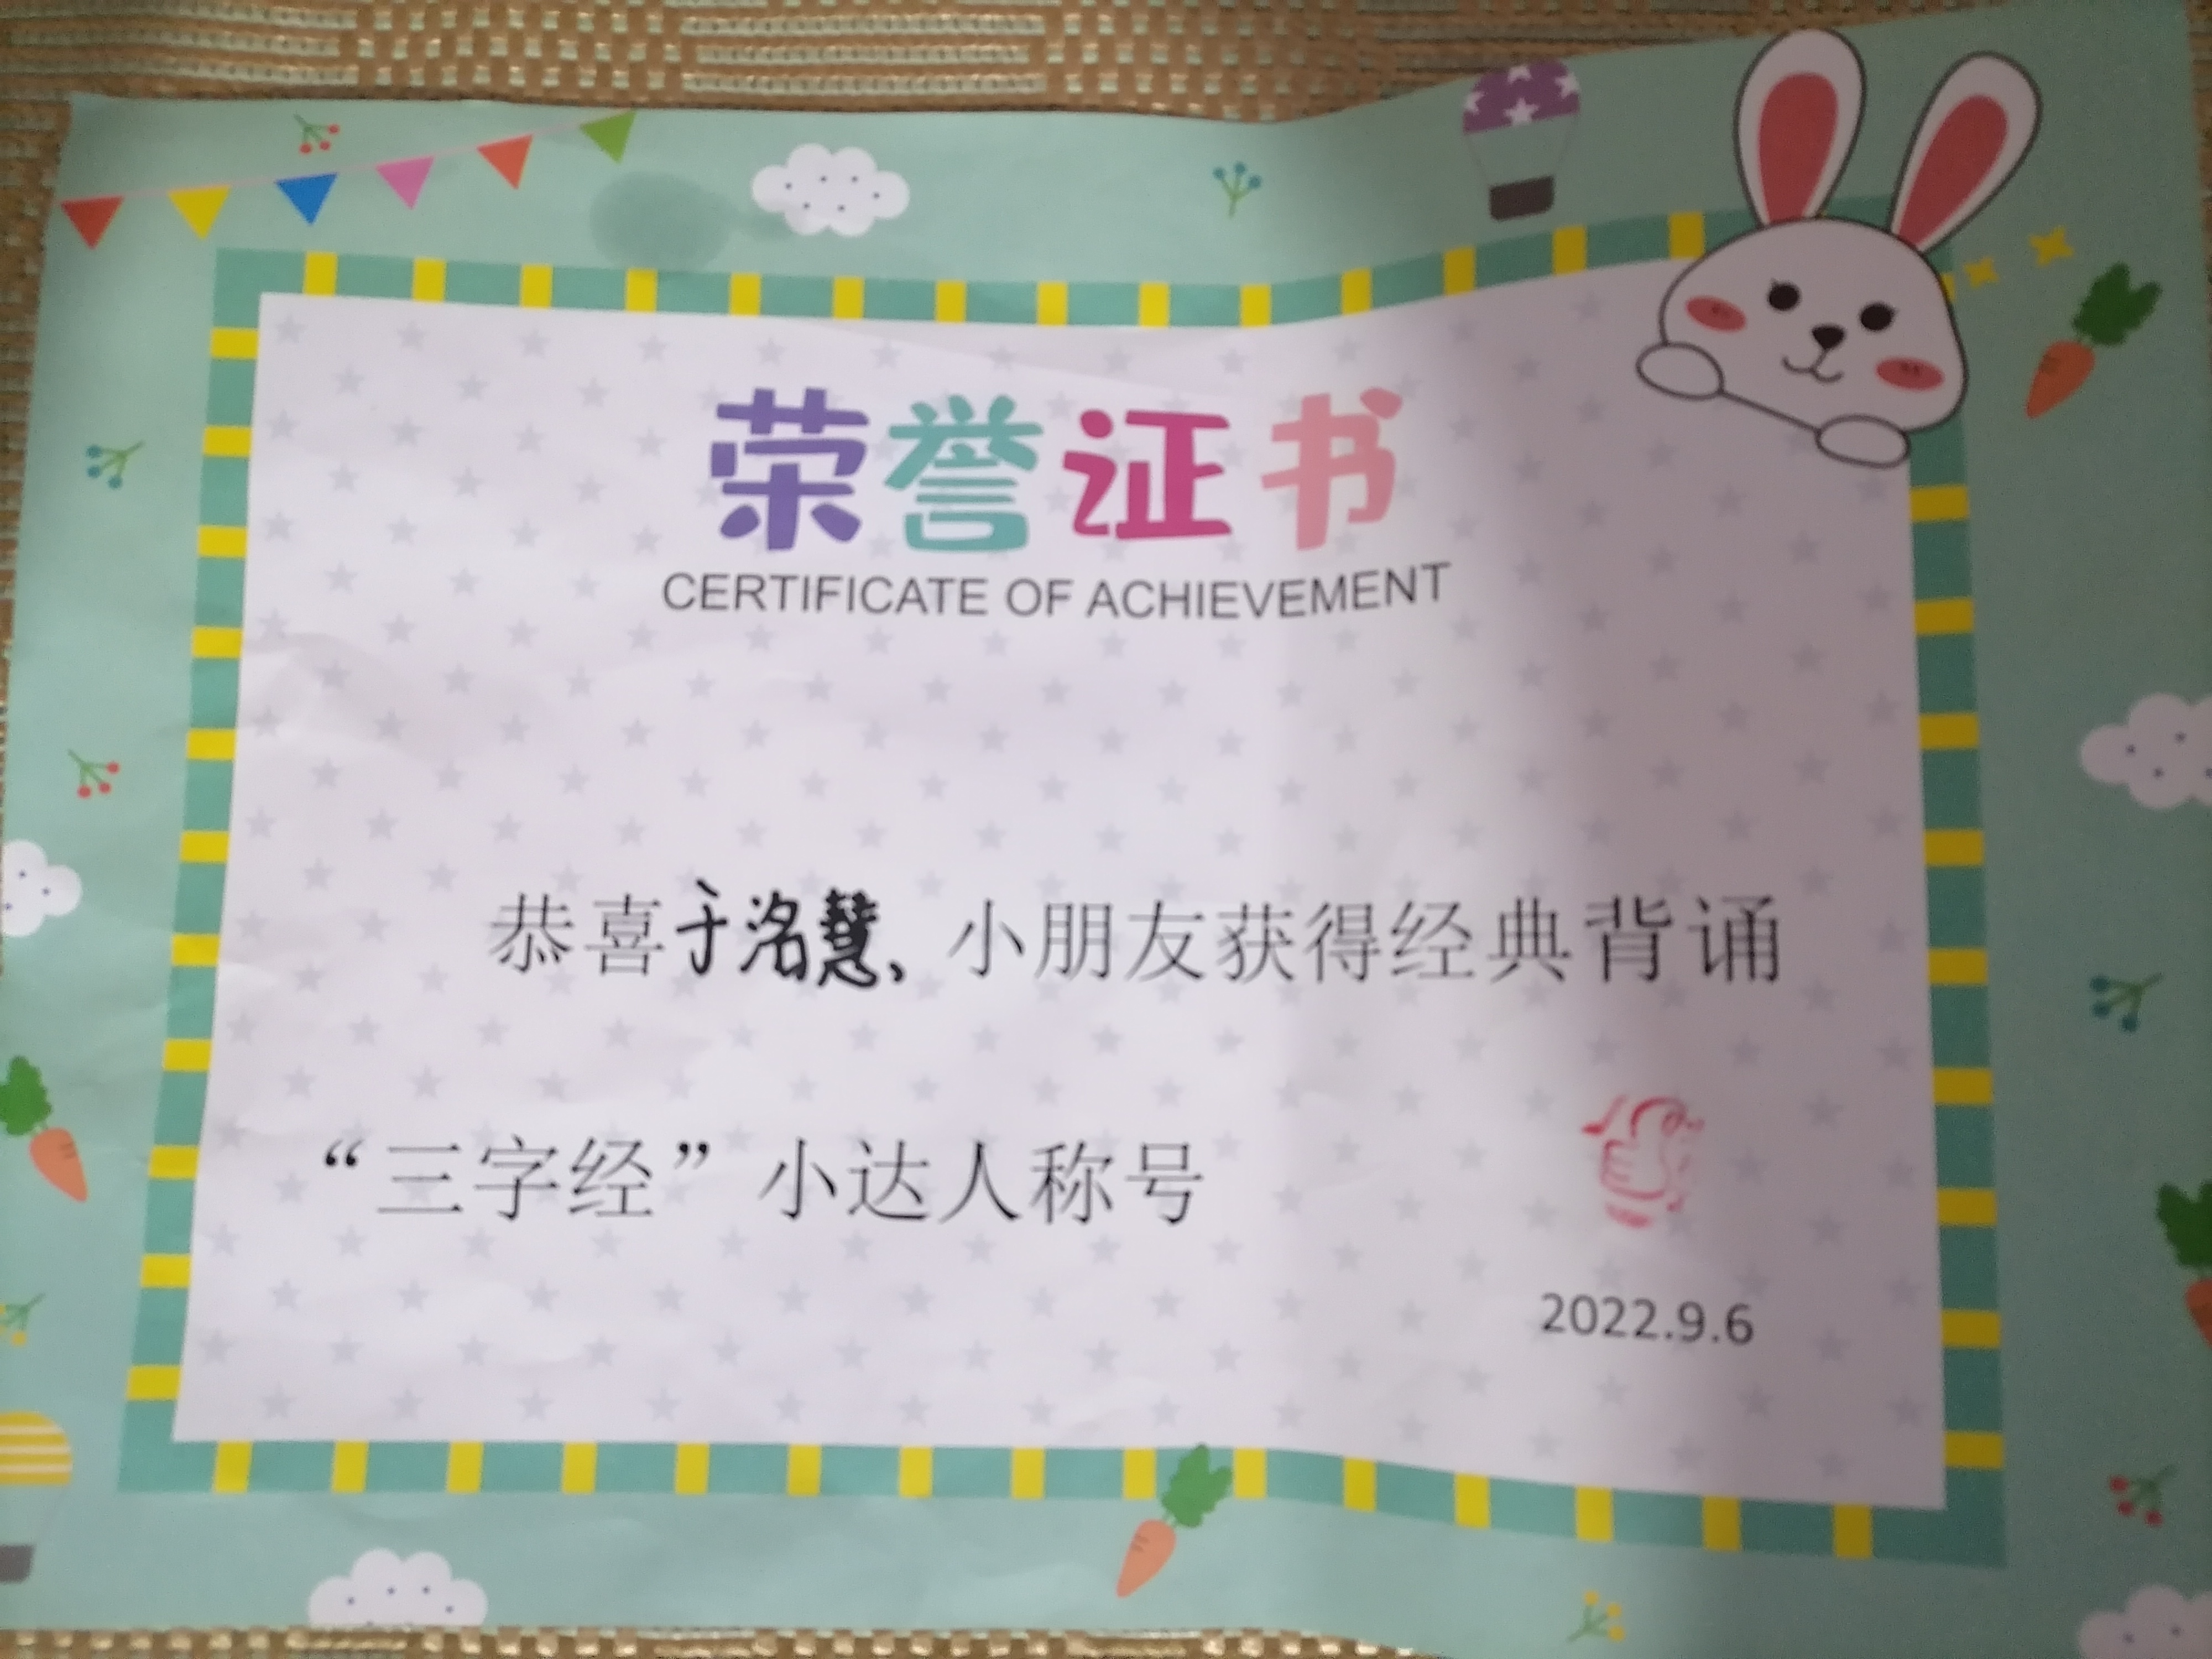 荣誉证书
CERTIFICATE OF ACHIEVEMENT
恭喜于洺慧、小朋友获得经典背诵
“三字经”小达人称号
2022.9.6